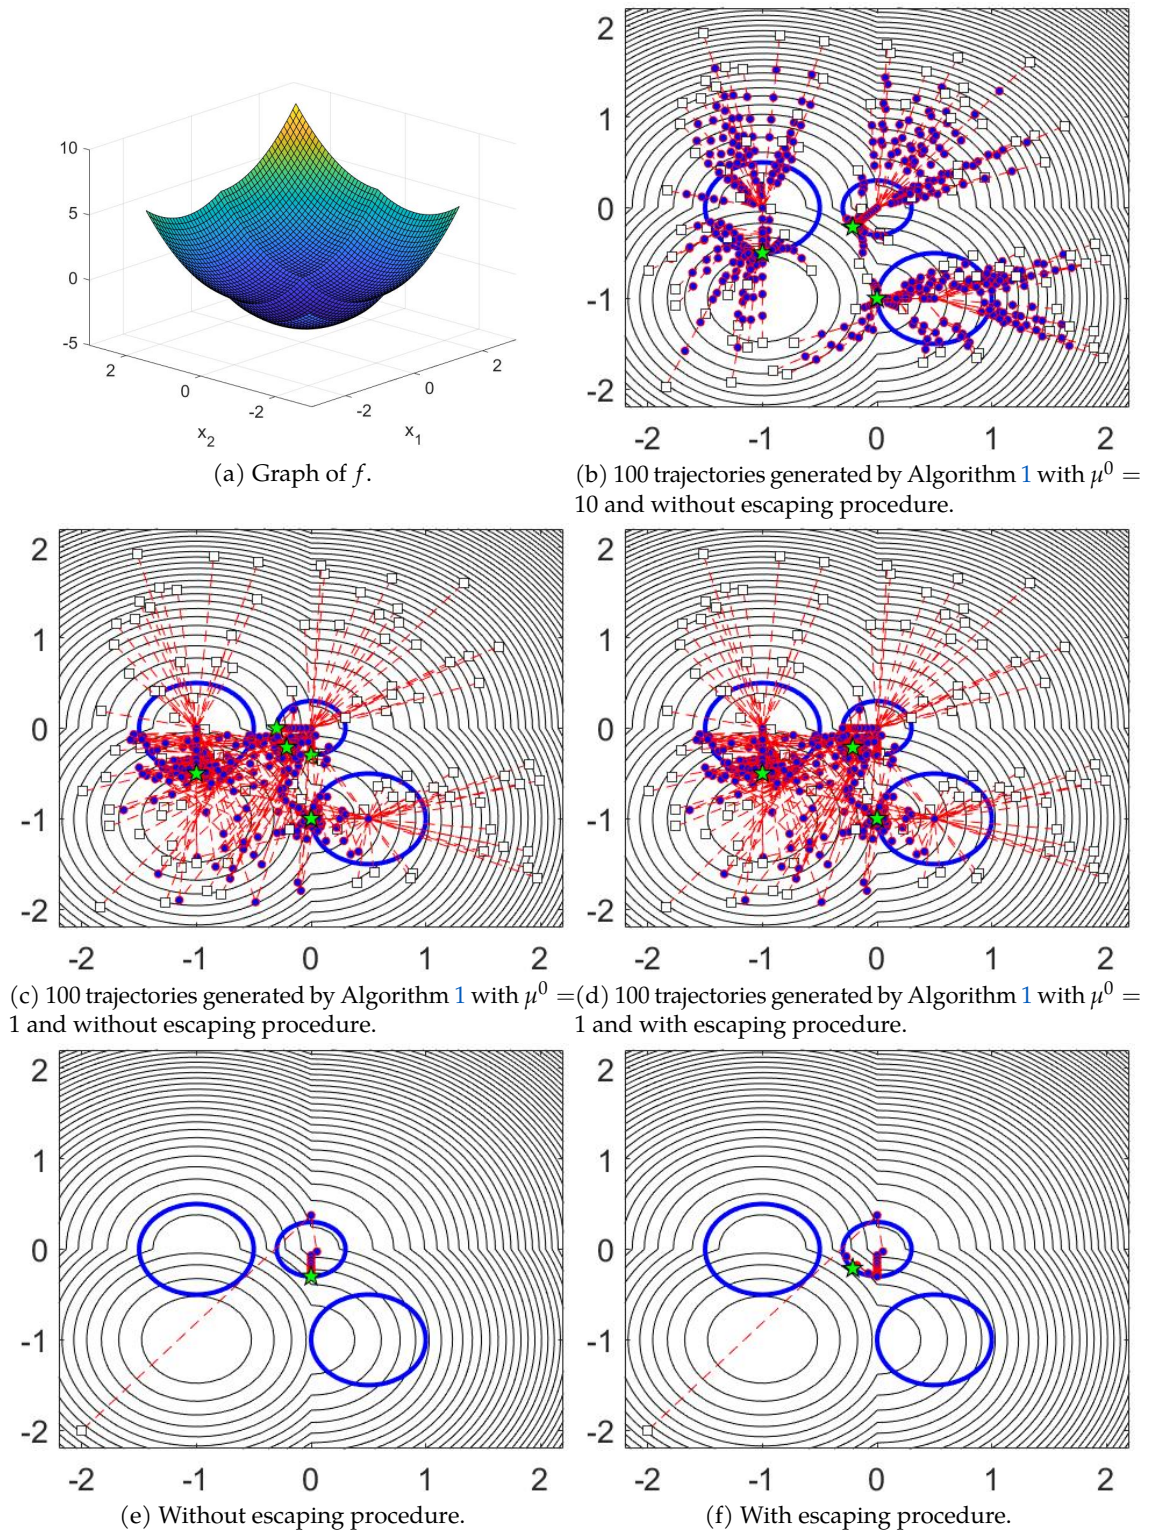 10
5
0
-5
2
0
-2
x2
-2
0
2
x1
(a) Graph of f.
2
1
0
-1
-2
-2 -1 0 1 2
(b) 100 trajectories generated by Algorithm 1 with μ⁰ =
10 and without escaping procedure.
2
1
0
-1
-2
-2 -1 0 1 2
(c) 100 trajectories generated by Algorithm 1 with μ⁰ =
1 and without escaping procedure.
2
1
0
-1
-2
-2 -1 0 1 2
(d) 100 trajectories generated by Algorithm 1 with μ⁰ =
1 and with escaping procedure.
2
1
0
-1
-2
-2 -1 0 1 2
(e) Without escaping procedure.
2
1
0
-1
-2
-2 -1 0 1 2
(f) With escaping procedure.